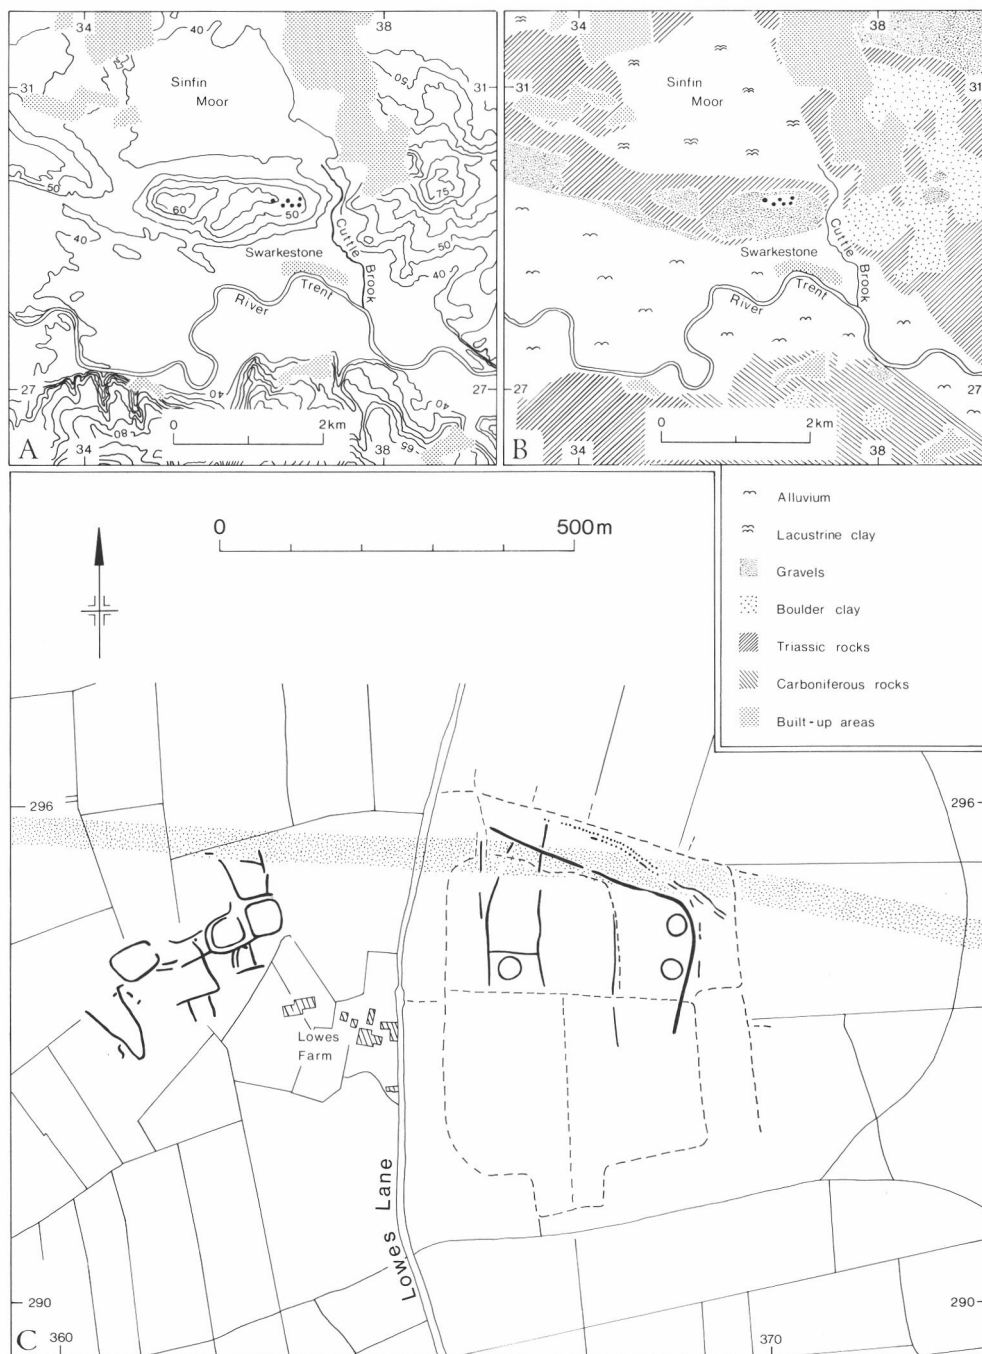 34
38
40
31
Sinfin
Moor
50
50
75
60
50
40
50
Swarkestone
40
Cuttle
Brook
River
Trent
27
40
40
80
65
A
0
2km
34
38
34
38
31
Sinfin
Moor
31
Swarkestone
Cuttle
Brook
River
Trent
27
27
B
0
2km
34
38
0
500m
Alluvium
Lacustrine clay
Gravels
Boulder clay
Triassic rocks
Carboniferous rocks
Built-up areas
296
296
Lowes
Farm
Lowes Lane
290
290
C
360
370